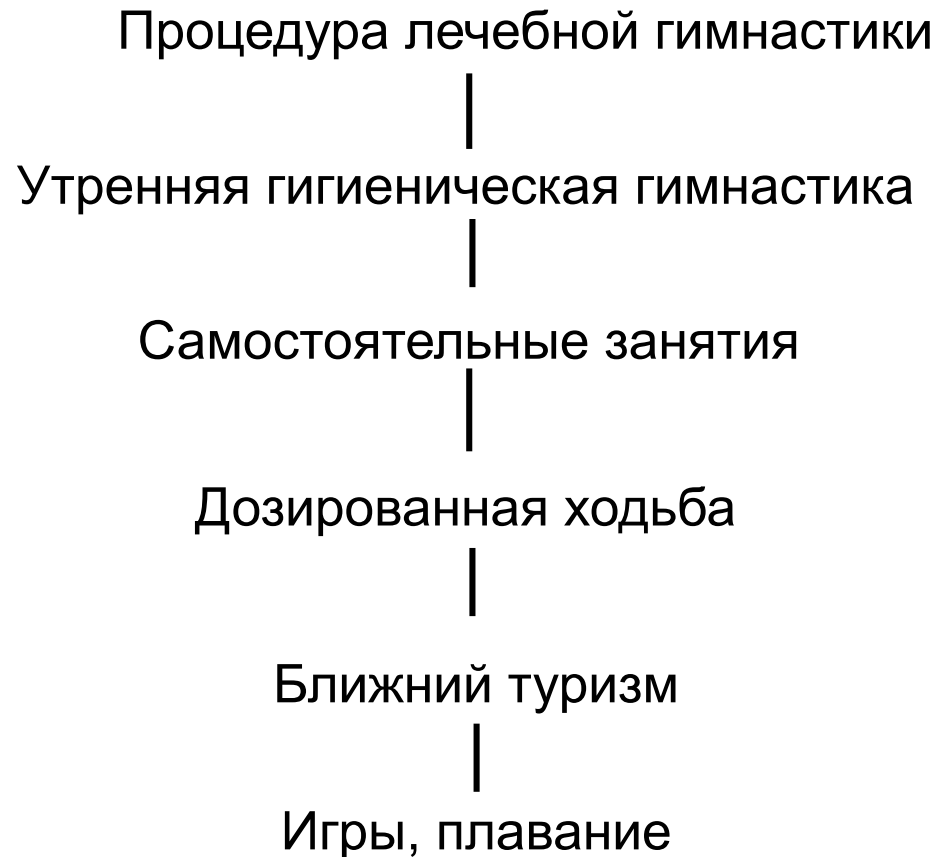 Процедура лечебной гимнастики
Утренняя гигиеническая гимнастика
Самостоятельные занятия
Дозированная ходьба
Ближний туризм
Игры, плавание